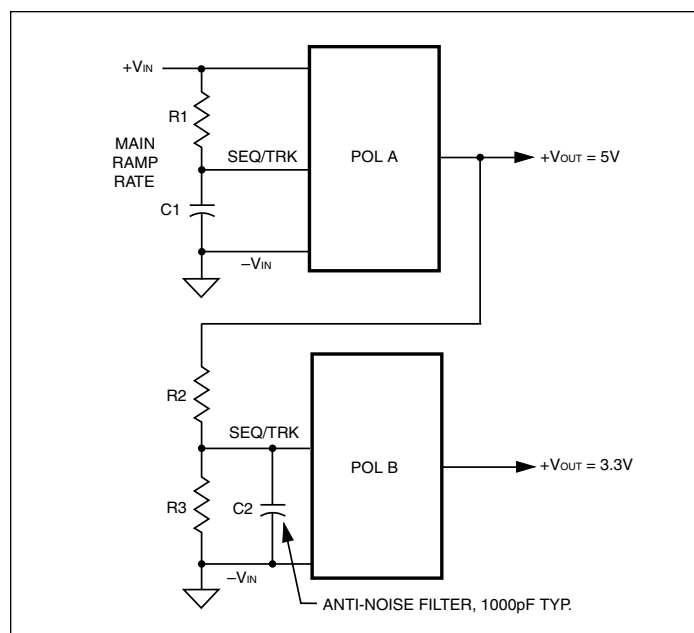 +VIN
R1
MAIN
RAMP
RATE
SEQ/TRK
POL A
+VOUT = 5V
C1
–VIN
R2
SEQ/TRK
POL B
+VOUT = 3.3V
R3
C2
–VIN
ANTI-NOISE FILTER, 1000pF TYP.